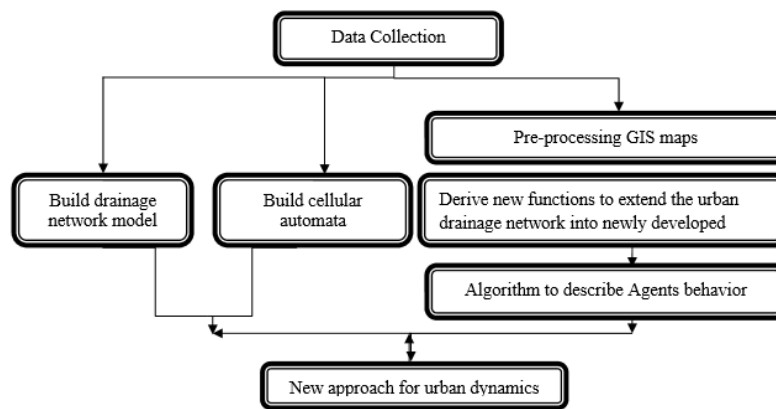 Data Collection
Pre-processing GIS maps
Build drainage
network model
Build cellular
automata
Derive new functions to extend the urban
drainage network into newly developed
Algorithm to describe Agents behavior
New approach for urban dynamics